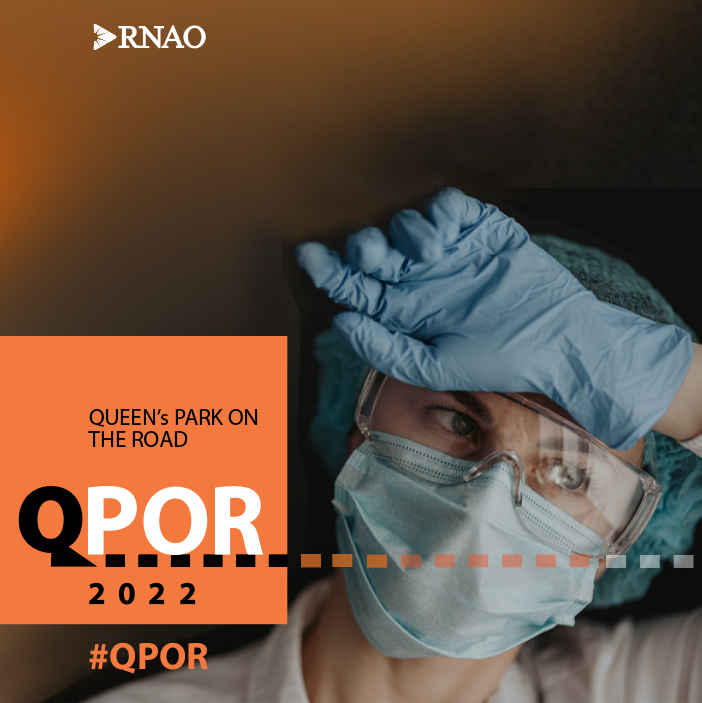 RNAO
QUEEN's PARK ON
THE ROAD
QPOR
2022
#QPOR